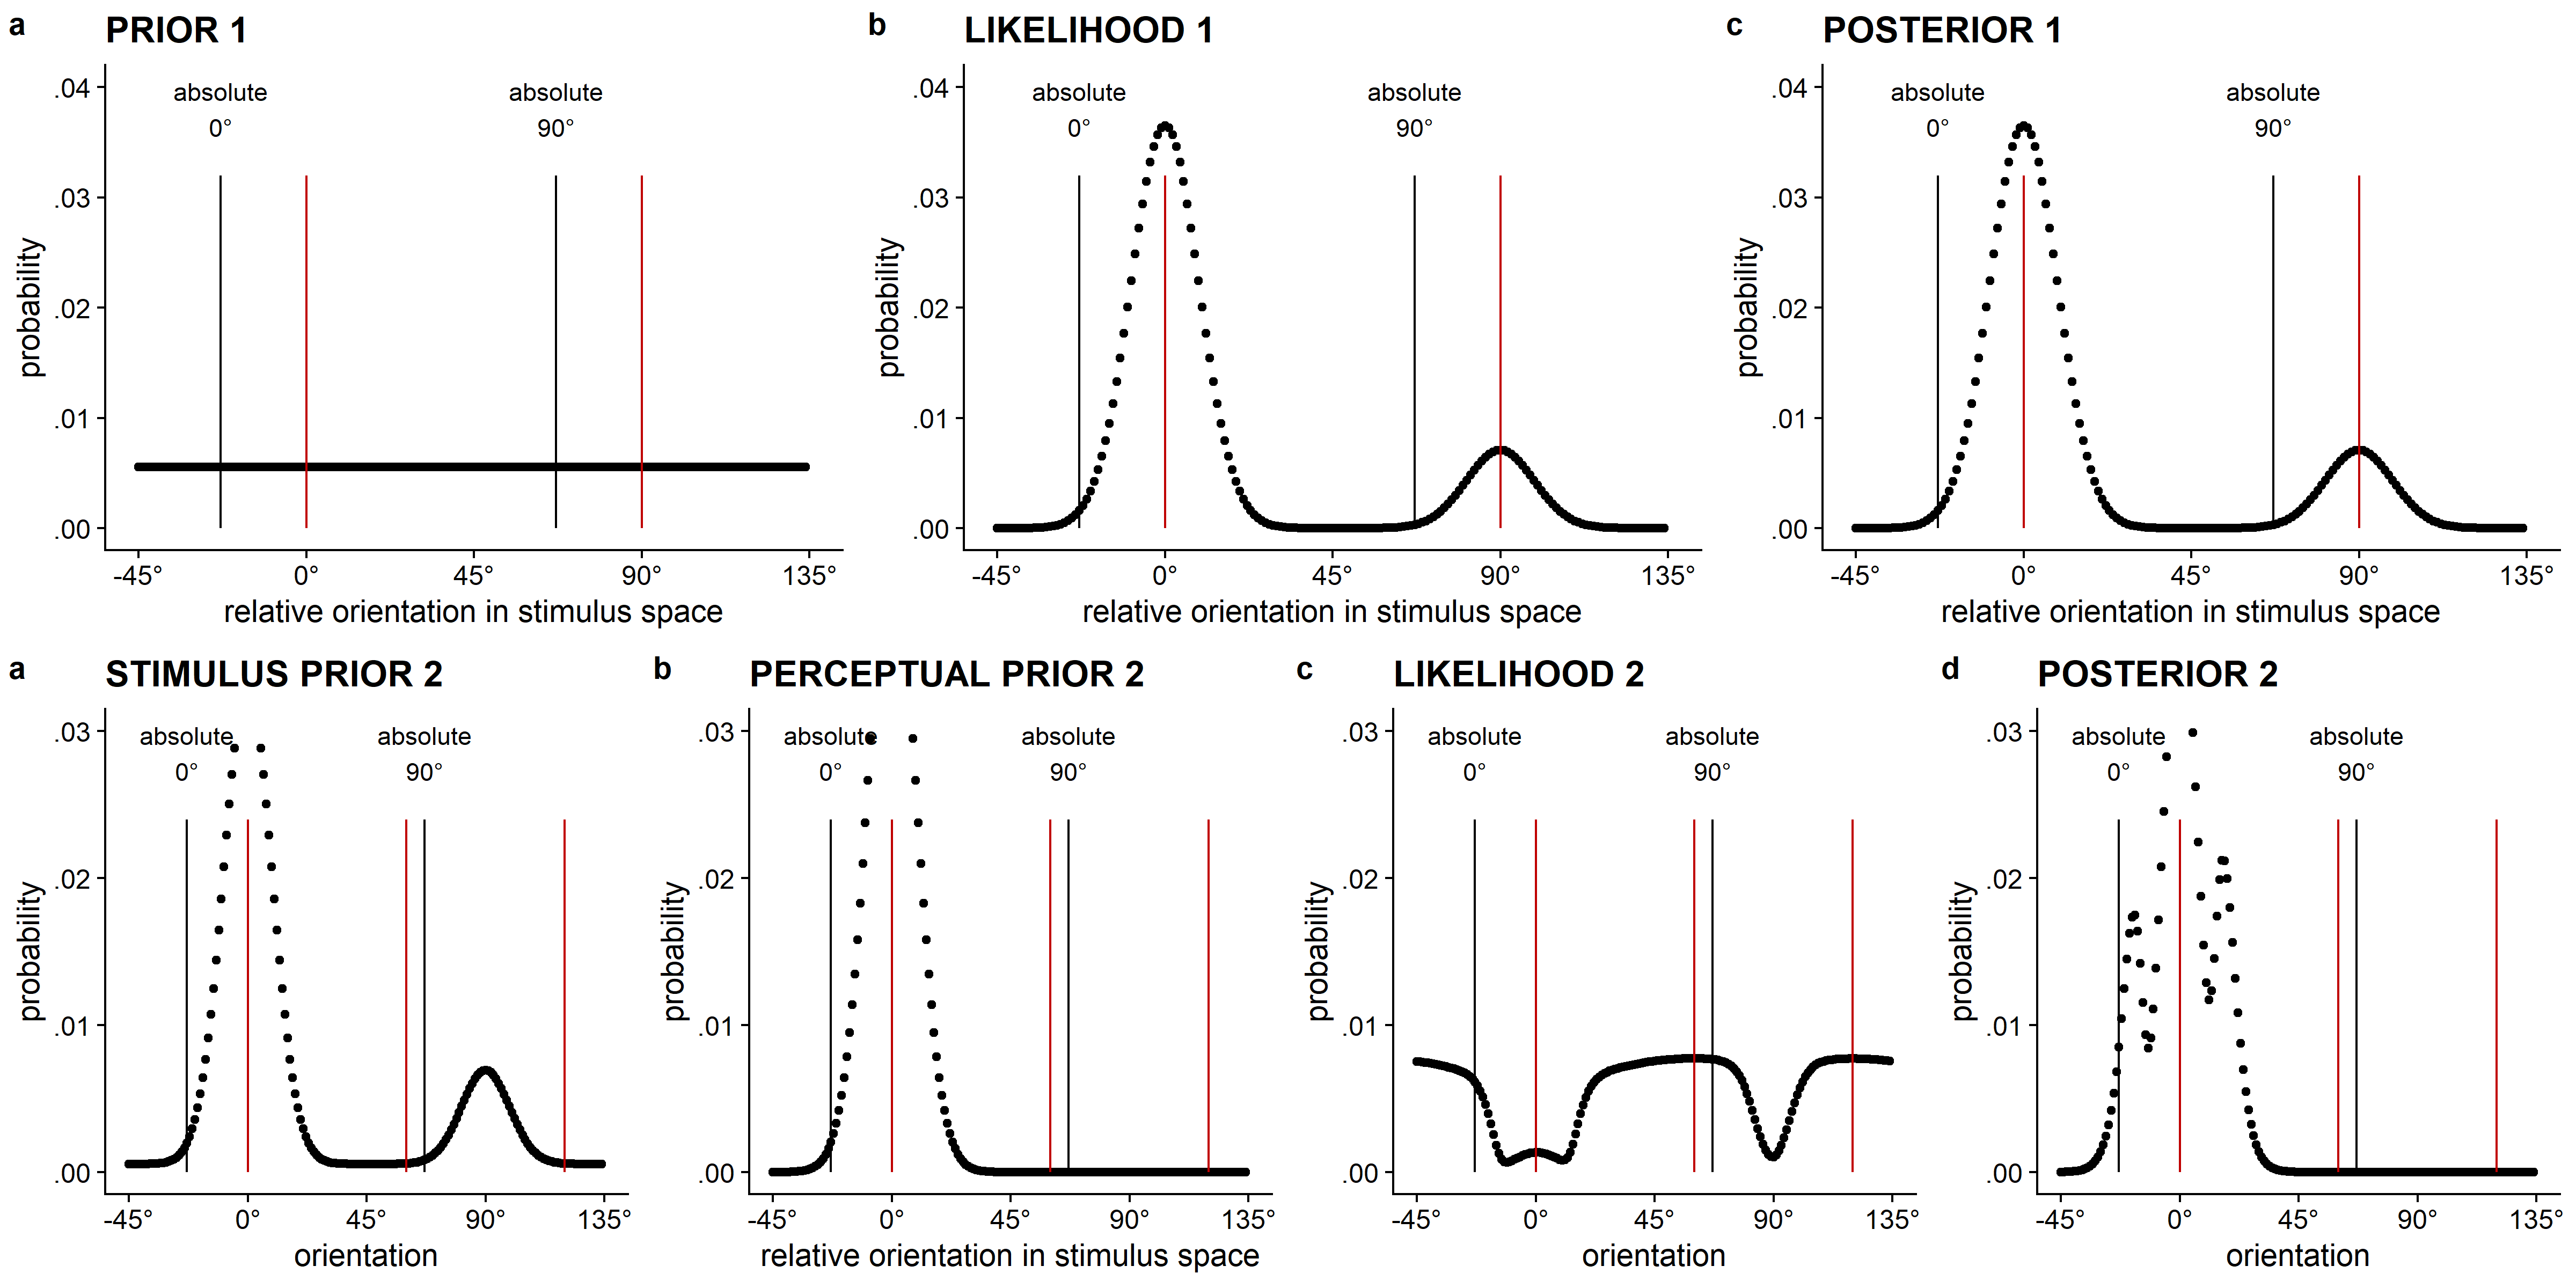 a PRIOR 1
.04
.03
.02
.01
.00
absolute
0°
absolute
90°
probability
-45° 0° 45° 90° 135°
relative orientation in stimulus space
b LIKELIHOOD 1
.04
.03
.02
.01
.00
absolute
0°
absolute
90°
probability
-45° 0° 45° 90° 135°
relative orientation in stimulus space
c POSTERIOR 1
.04
.03
.02
.01
.00
absolute
0°
absolute
90°
probability
-45° 0° 45° 90° 135°
relative orientation in stimulus space
a STIMULUS PRIOR 2
.03
.02
.01
.00
absolute
0°
absolute
90°
probability
-45° 0° 45° 90° 135°
orientation
b PERCEPTUAL PRIOR 2
.03
.02
.01
.00
absolute
0°
absolute
90°
probability
-45° 0° 45° 90° 135°
relative orientation in stimulus space
c LIKELIHOOD 2
.03
.02
.01
.00
absolute
0°
absolute
90°
probability
-45° 0° 45° 90° 135°
orientation
d POSTERIOR 2
.03
.02
.01
.00
absolute
0°
absolute
90°
probability
-45° 0° 45° 90° 135°
orientation